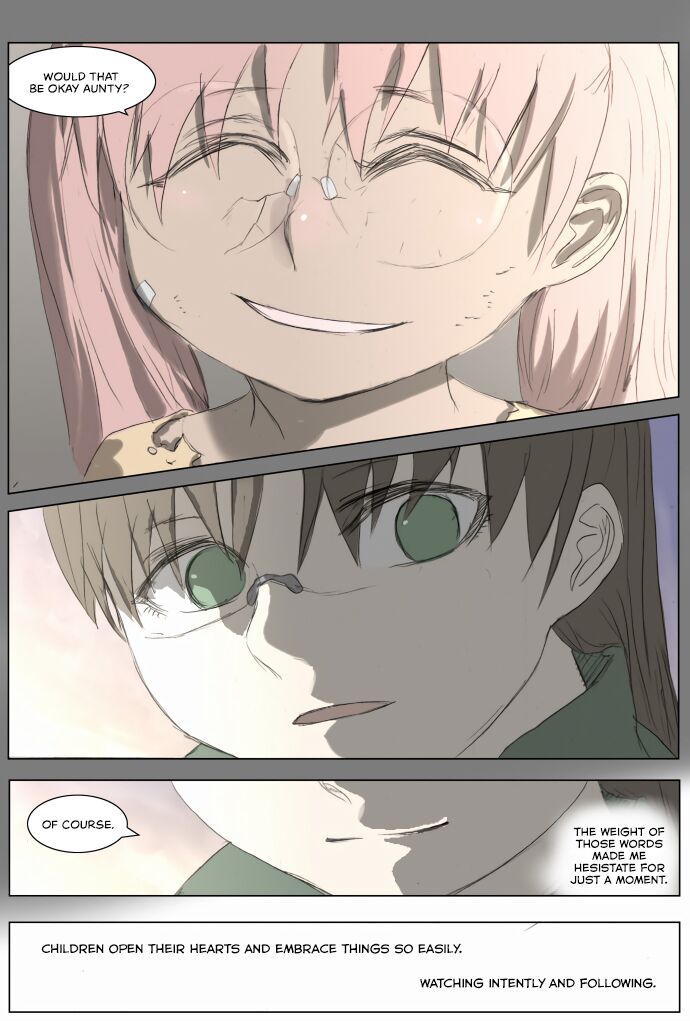 WOULD THAT
BE OKAY AUNTY?
OF COURSE.
THE WEIGHT OF
THOSE WORDS
MADE ME
HESISTATE FOR
JUST A MOMENT.
CHILDREN OPEN THEIR HEARTS AND EMBRACE THINGS SO EASILY.
WATCHING INTENTLY AND FOLLOWING.